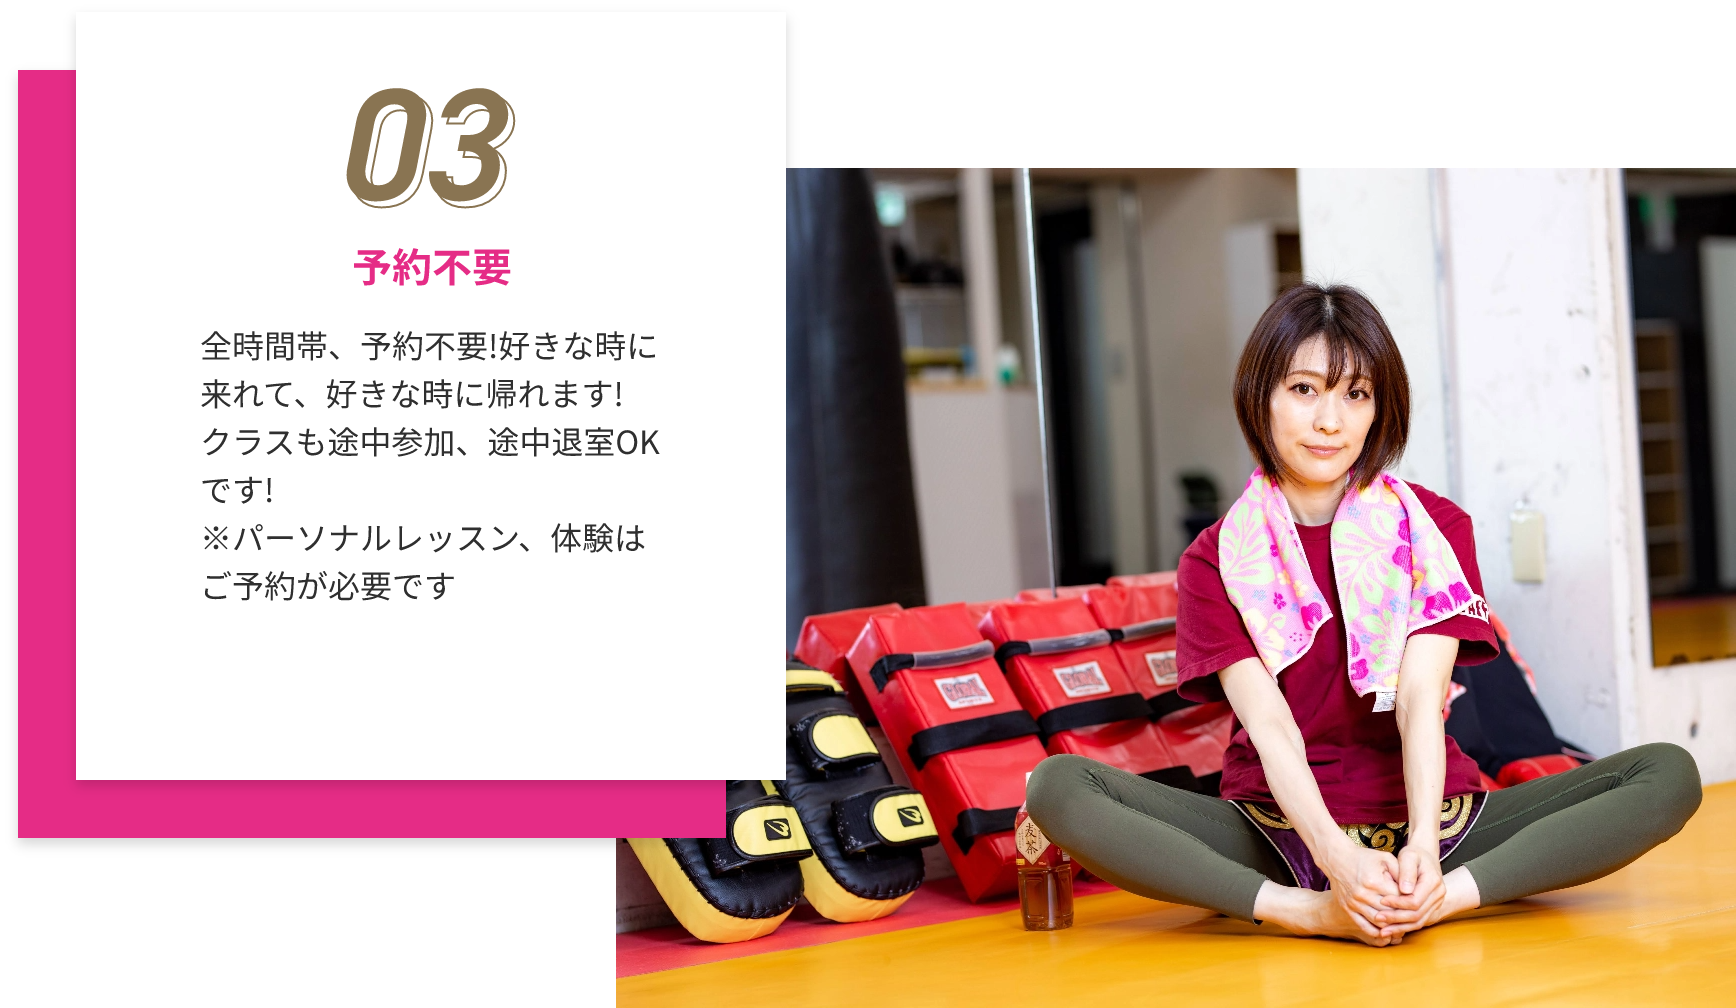 03
予約不要
全時間帯、予約不要!好きな時に
来れて、好きな時に帰れます!
クラスも途中参加、途中退室OK
です!
※パーソナルレッスン、体験は
ご予約が必要です
麦茶